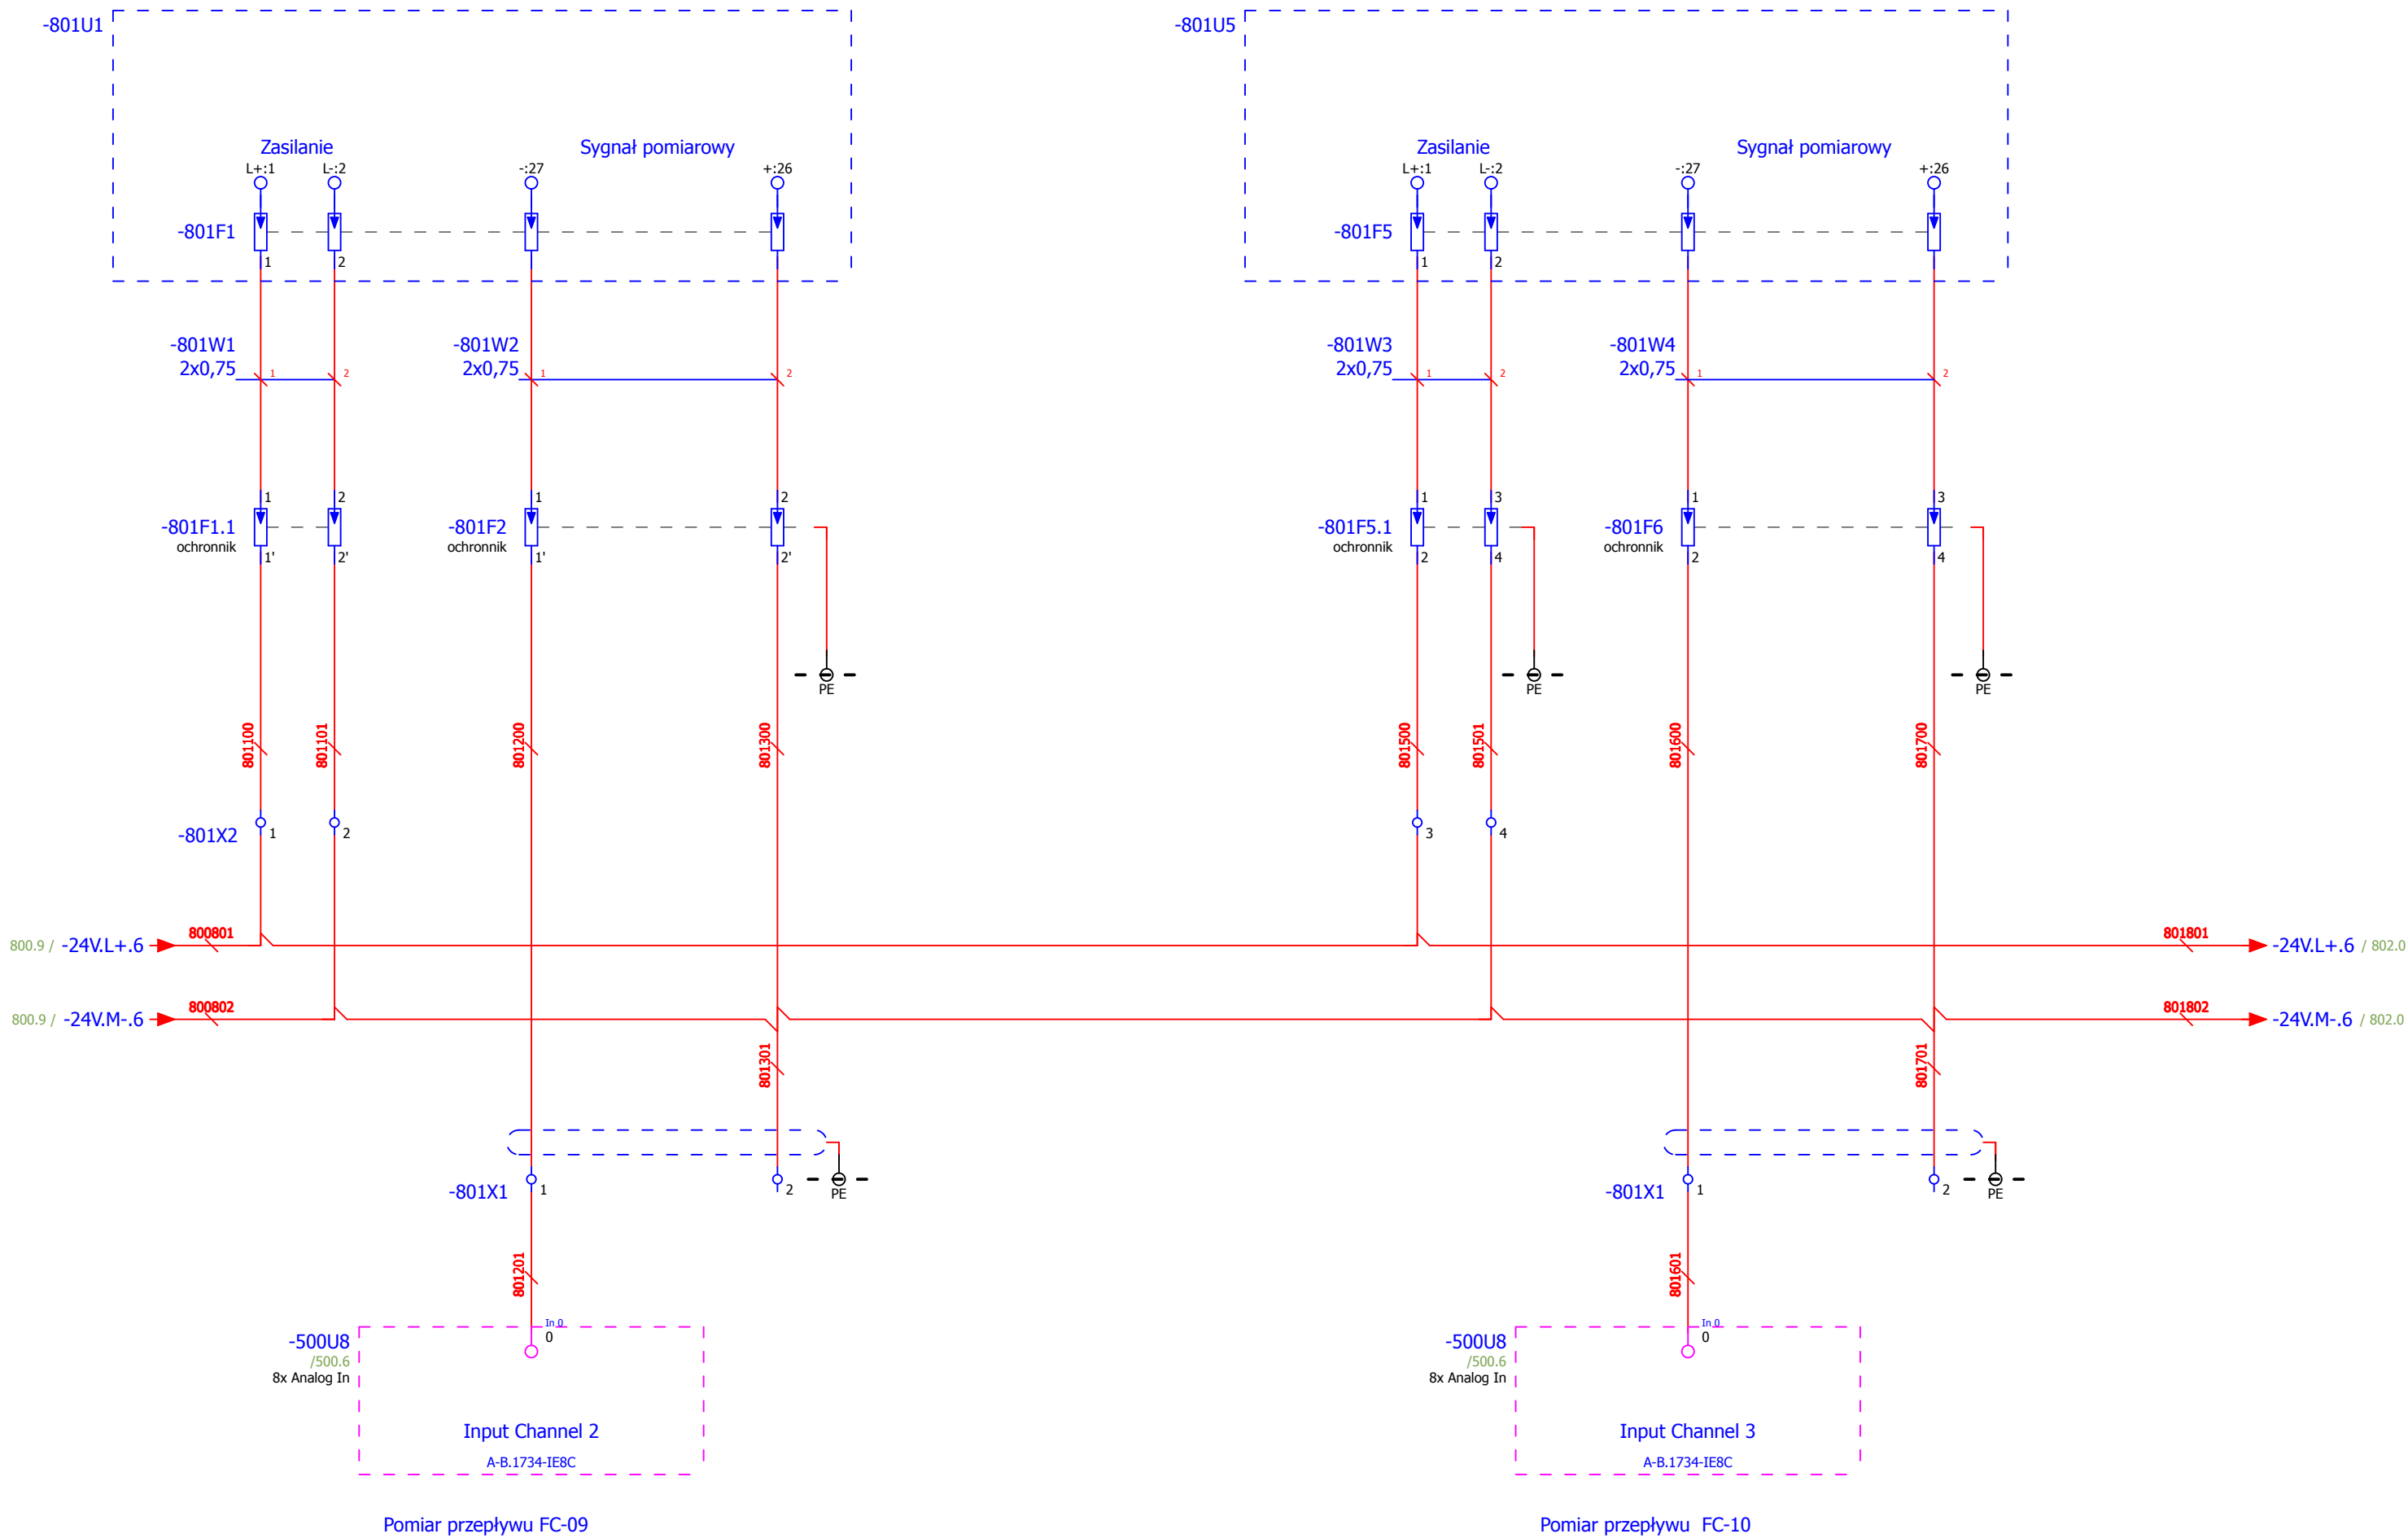 -801U1
-801U5
Zasilanie
Sygnał pomiarowy
Zasilanie
Sygnał pomiarowy
L+:1
L-:2
-:27
+:26
L+:1
L-:2
-:27
+:26
-801F1
-801F5
1
2
1
2
-801W1
2x0,75
1
2
-801W2
2x0,75
1
2
-801W3
2x0,75
1
2
-801W4
2x0,75
1
2
1
2
1
2
1
3
1
3
-801F1.1
ochronnik
-801F2
ochronnik
-801F5.1
ochronnik
-801F6
ochronnik
1'
2'
1'
2'
2
4
2
4
PE
PE
PE
801100
801101
801200
801300
801500
801501
801600
801700
-801X2
1
2
3
4
800.9 / -24V.L+.6
800801
801801
-24V.L+.6 / 802.0
800.9 / -24V.M-.6
800802
801802
-24V.M-.6 / 802.0
801301
801701
-801X1
1
2
PE
-801X1
1
2
PE
801201
801601
-500U8
/500.6
8x Analog In
In_0
0
Input Channel 2
A-B.1734-IE8C
-500U8
/500.6
8x Analog In
In_0
0
Input Channel 3
A-B.1734-IE8C
Pomiar przepływu FC-09
Pomiar przepływu  FC-10